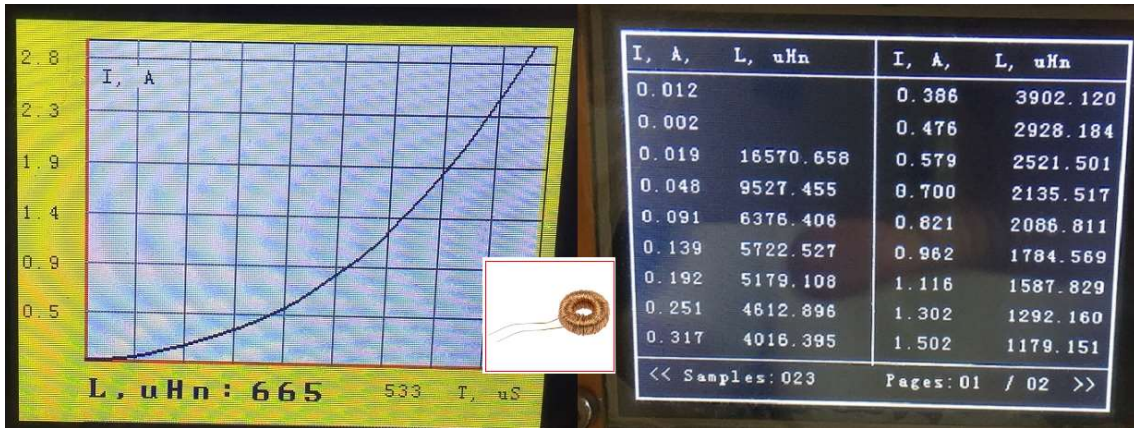 2.8
I, A
2.3
1.9
1.4
0.9
0.5
L,uHn:665 533 T, uS
I, A, L, uHn I, A, L, uHn
0.012 0.386 3902.120
0.002 0.476 2928.184
0.019 16570.658 0.579 2521.501
0.048 9527.455 0.700 2135.517
0.091 6376.406 0.821 2086.811
0.139 5722.527 0.962 1784.569
0.192 5179.108 1.116 1587.829
0.251 4612.896 1.302 1292.160
0.317 4016.395 1.502 1179.151
<< Samples:023 Pages:01 / 02 >>